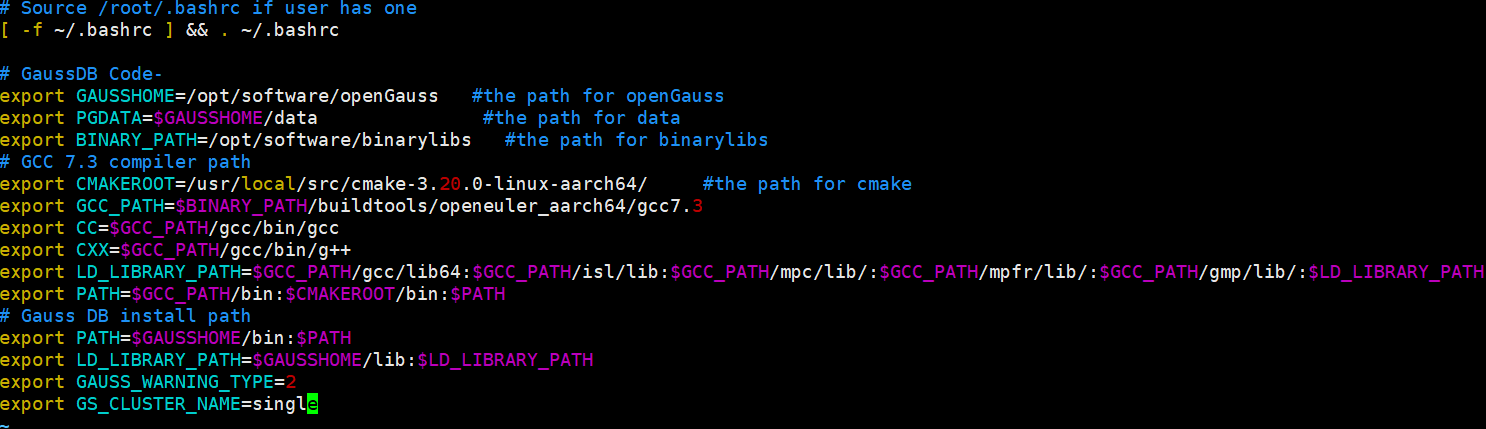 # Source /root/.bashrc if user has one
[ -f ~/.bashrc ] && . ~/.bashrc
# GaussDB Code-
export GAUSSHOME=/opt/software/openGauss   #the path for openGauss
export PGDATA=$GAUSSHOME/data               #the path for data
export BINARY_PATH=/opt/software/binarylibs   #the path for binarylibs
# GCC 7.3 compiler path
export CMAKEROOT=/usr/local/src/cmake-3.20.0-linux-aarch64/     #the path for cmake
export GCC_PATH=$BINARY_PATH/buildtools/openeuler_aarch64/gcc7.3
export CC=$GCC_PATH/gcc/bin/gcc
export CXX=$GCC_PATH/gcc/bin/g++
export LD_LIBRARY_PATH=$GCC_PATH/gcc/lib64:$GCC_PATH/isl/lib:$GCC_PATH/mpc/lib/:$GCC_PATH/mpfr/lib/:$GCC_PATH/gmp/lib/:$LD_LIBRARY_PATH
export PATH=$GCC_PATH/bin:$CMAKEROOT/bin:$PATH
# Gauss DB install path
export PATH=$GAUSSHOME/bin:$PATH
export LD_LIBRARY_PATH=$GAUSSHOME/lib:$LD_LIBRARY_PATH
export GAUSS_WARNING_TYPE=2
export GS_CLUSTER_NAME=single
~